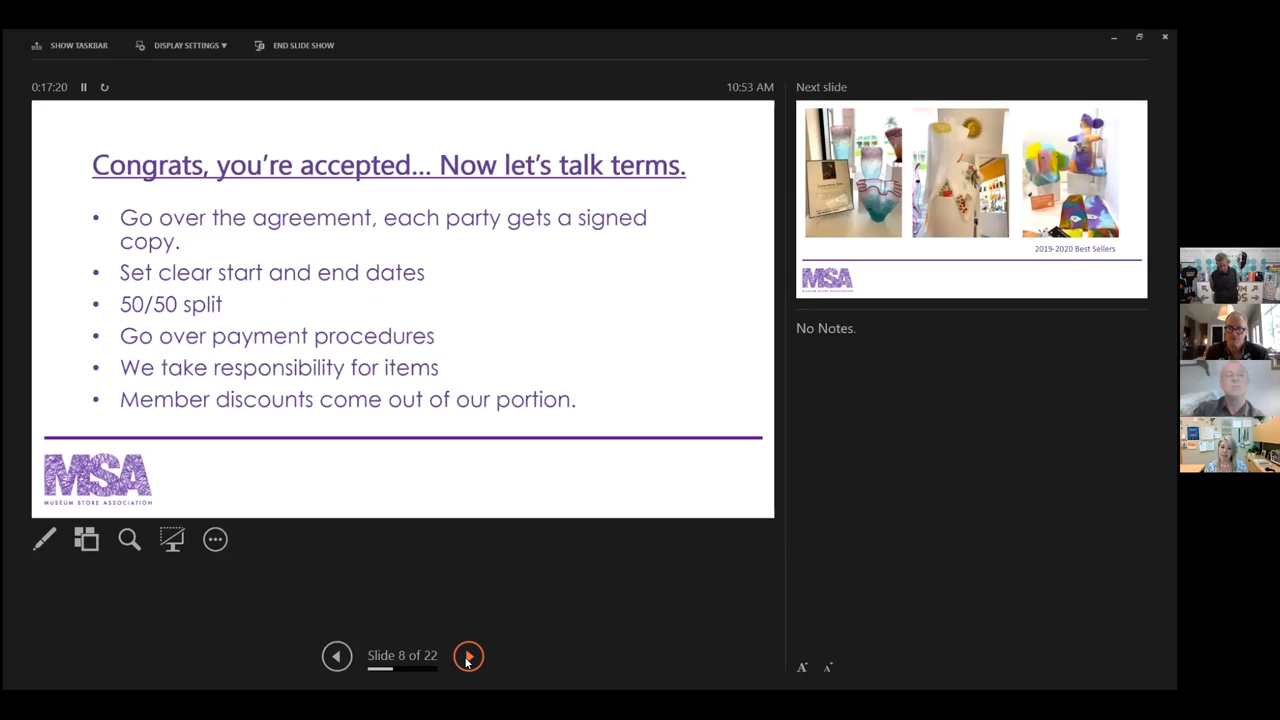 SHOW TASKBAR
DISPLAY SETTINGS ▼
END SLIDE SHOW
0:17:20
10:53 AM
Next slide
Congrats, you're accepted... Now let's talk terms.
• Go over the agreement, each party gets a signed
copy.
• Set clear start and end dates
• 50/50 split
• Go over payment procedures
• We take responsibility for items
• Member discounts come out of our portion.
MSA
MUSEUM STORE ASSOCIATION
2019-2020 Best Sellers
MSA
MUSEUM STORE ASSOCIATION
No Notes.
Slide 8 of 22
A
A